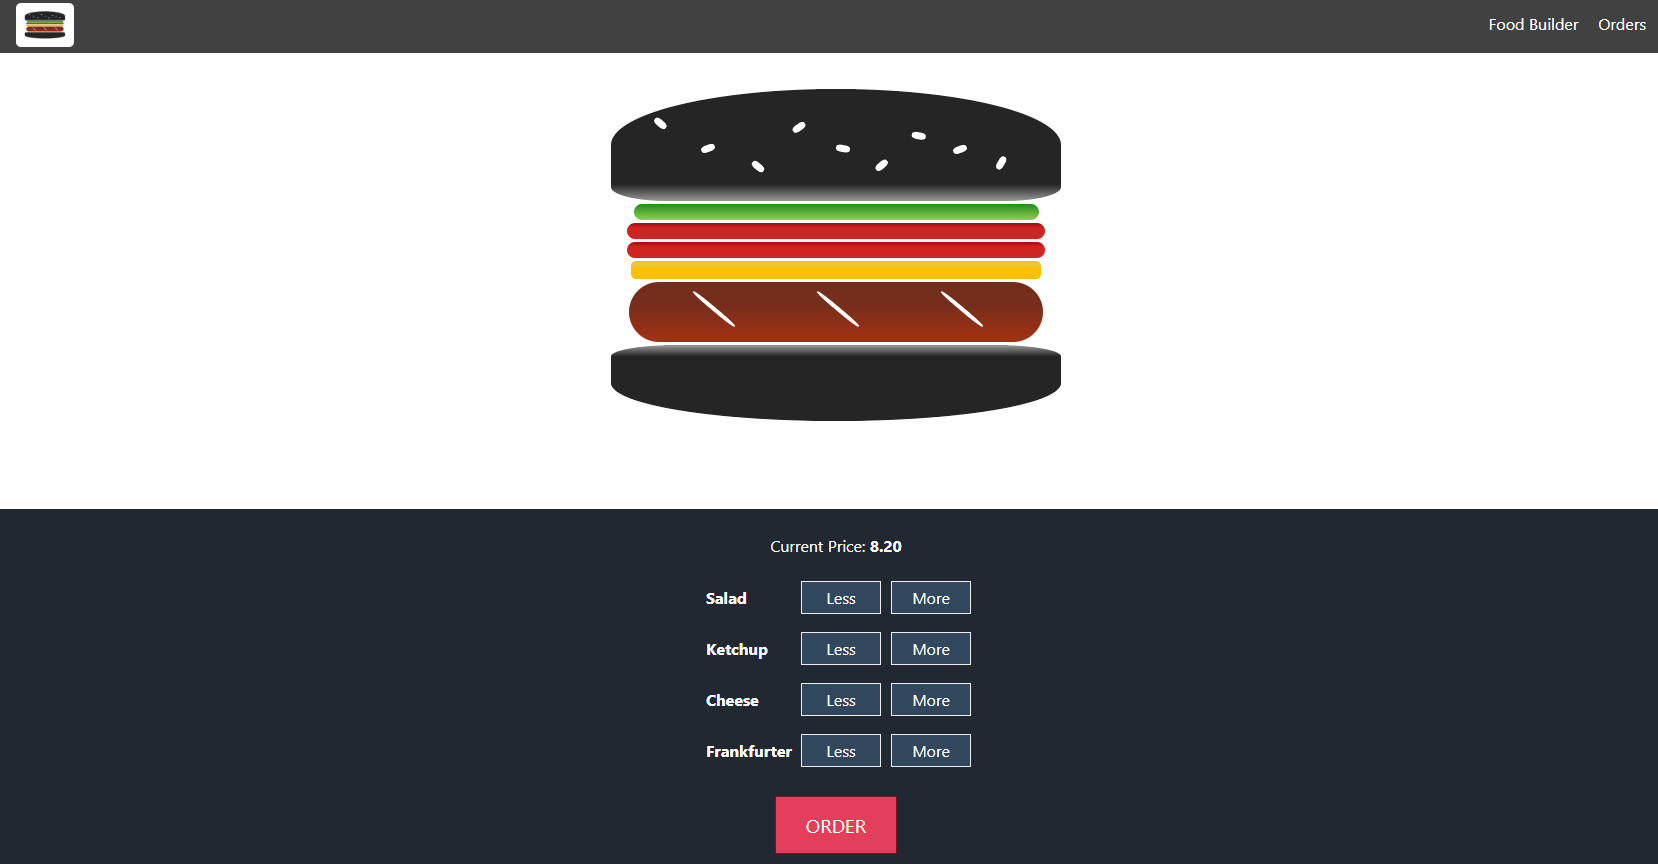 Food Builder Orders
Current Price: 8.20
Salad Less More
Ketchup Less More
Cheese Less More
Frankfurter Less More
ORDER